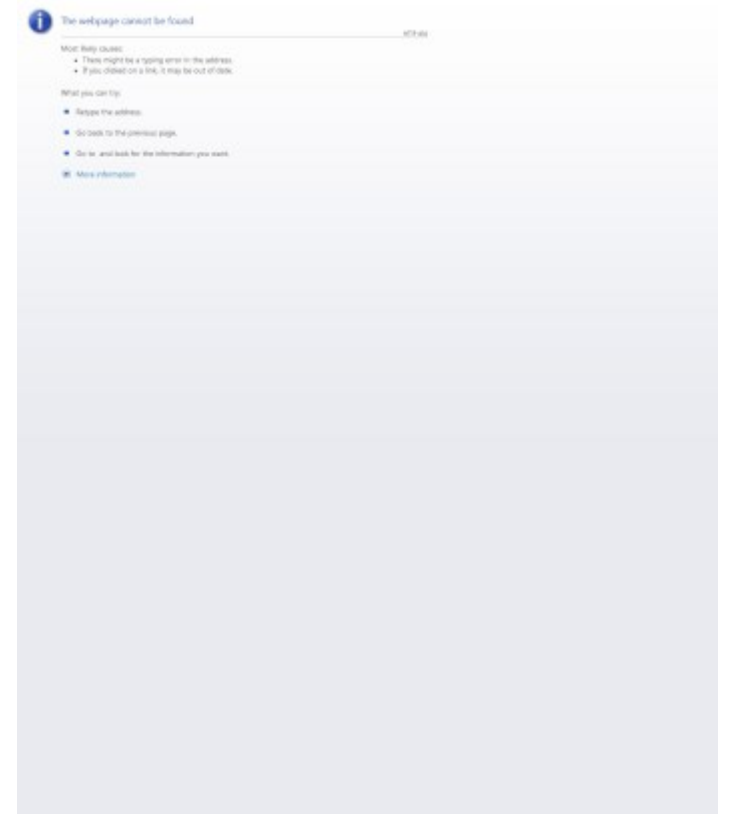 The webpage cannot be found
HTTP 404
Most likely causes:
There might be a typing error in the address.
If you clicked on a link, it may be out of date.
What you can try:
Retype the address.
Go back to the previous page.
Go to and look for the information you want.
More information